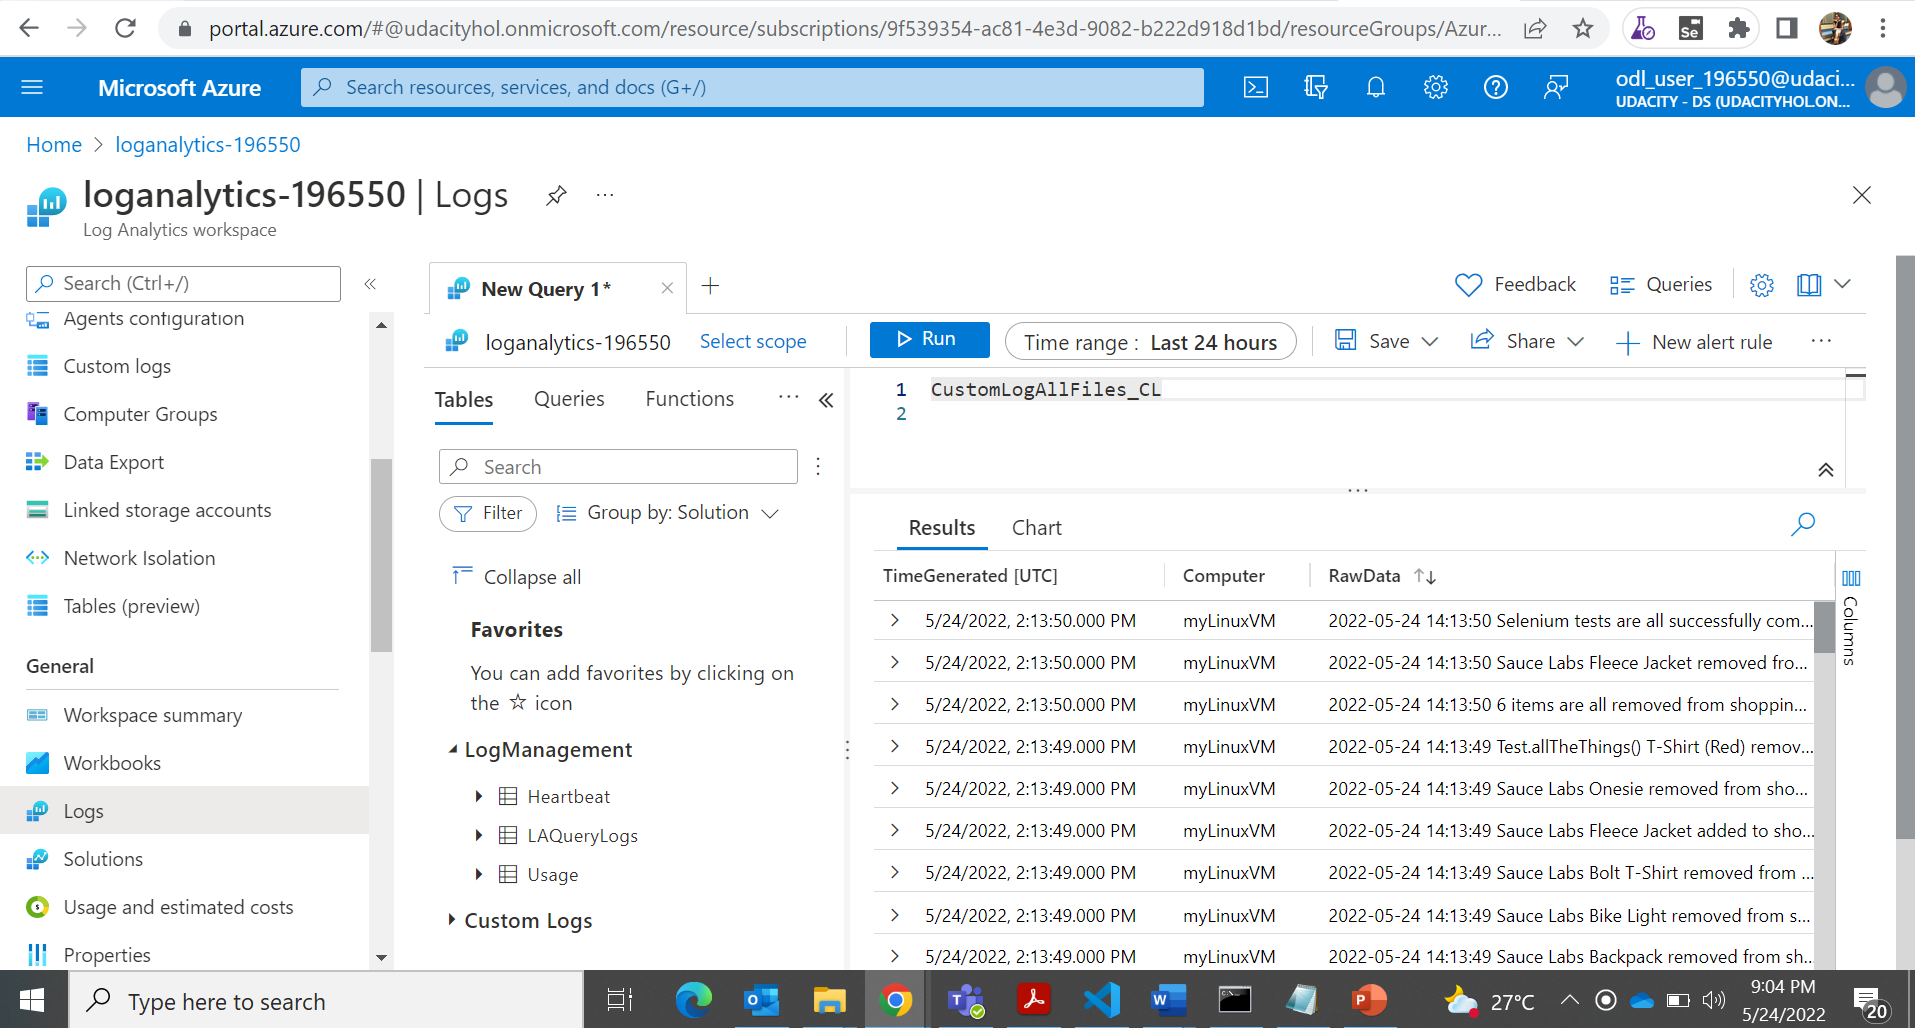 portal.azure.com/#@udacityhol.onmicrosoft.com/resource/subscriptions/9f539354-ac81-4e3d-9082-b222d918d1bd/resourceGroups/Azur...
Se
Microsoft Azure
Search resources, services, and docs (G+/)
odl_user_196550@udaci...
UDACITY - DS (UDACITYHOL.ON...
Home > loganalytics-196550
loganalytics-196550 | Logs
...
Log Analytics workspace
Search (Ctrl+/)
«
Agents configuration
Custom logs
Computer Groups
Data Export
Linked storage accounts
Network Isolation
Tables (preview)
General
Workspace summary
Workbooks
Logs
Solutions
Usage and estimated costs
Properties
New Query 1*
Feedback
Queries
loganalytics-196550
Select scope
Run
Time range : Last 24 hours
Save
Share
New alert rule
...
Tables
Queries
Functions
...
«
Search
Filter
Group by: Solution
Collapse all
Favorites
You can add favorites by clicking on
the ☆ icon
LogManagement
Heartbeat
LAQueryLogs
Usage
Custom Logs
1 CustomLogAllFiles_CL
2
...
Results
Chart
TimeGenerated [UTC] Computer RawData
5/24/2022, 2:13:50.000 PM myLinuxVM 2022-05-24 14:13:50 Selenium tests are all successfully com...
5/24/2022, 2:13:50.000 PM myLinuxVM 2022-05-24 14:13:50 Sauce Labs Fleece Jacket removed fro...
5/24/2022, 2:13:50.000 PM myLinuxVM 2022-05-24 14:13:50 6 items are all removed from shoppin...
5/24/2022, 2:13:49.000 PM myLinuxVM 2022-05-24 14:13:49 Test.allTheThings() T-Shirt (Red) remov...
5/24/2022, 2:13:49.000 PM myLinuxVM 2022-05-24 14:13:49 Sauce Labs Onesie removed from sho...
5/24/2022, 2:13:49.000 PM myLinuxVM 2022-05-24 14:13:49 Sauce Labs Fleece Jacket added to sho...
5/24/2022, 2:13:49.000 PM myLinuxVM 2022-05-24 14:13:49 Sauce Labs Bolt T-Shirt removed from ...
5/24/2022, 2:13:49.000 PM myLinuxVM 2022-05-24 14:13:49 Sauce Labs Bike Light removed from s...
5/24/2022, 2:13:49.000 PM myLinuxVM 2022-05-24 14:13:49 Sauce Labs Backpack removed from sh...
Columns
Type here to search
27°C
9:04 PM
5/24/2022
20